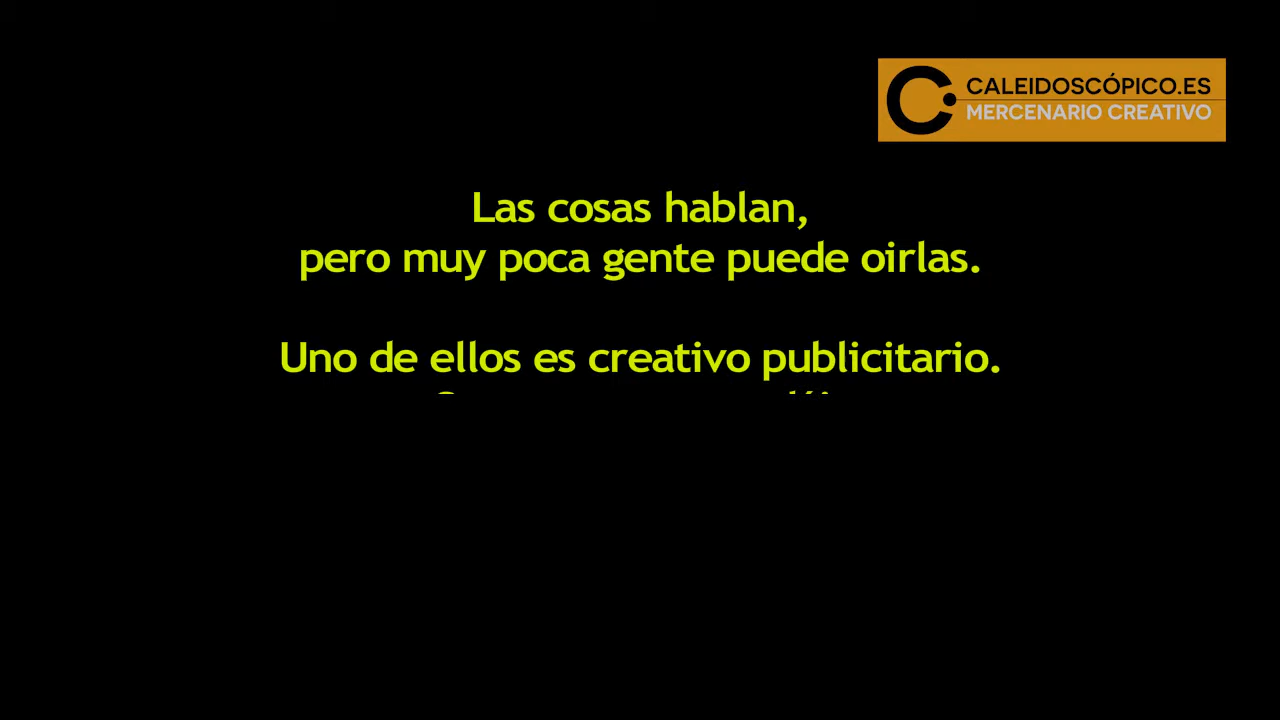 CALEIDOSCÓPICO.ES
MERCENARIO CREATIVO
Las cosas hablan,
pero muy poca gente puede oirlas.
Uno de ellos es creativo publicitario.